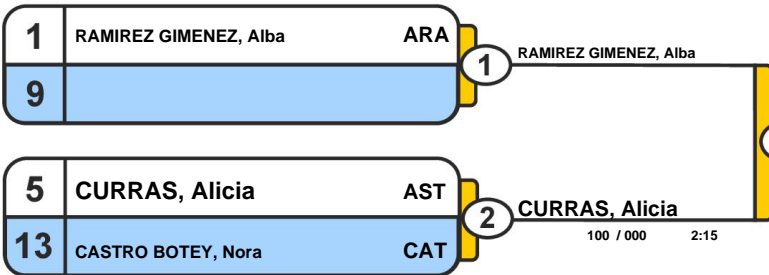 1 RAMIREZ GIMENEZ, Alba ARA
1 RAMIREZ GIMENEZ, Alba
9
5 CURRAS, Alicia AST
2 CURRAS, Alicia
100 / 000 2:15
13 CASTRO BOTEY, Nora CAT